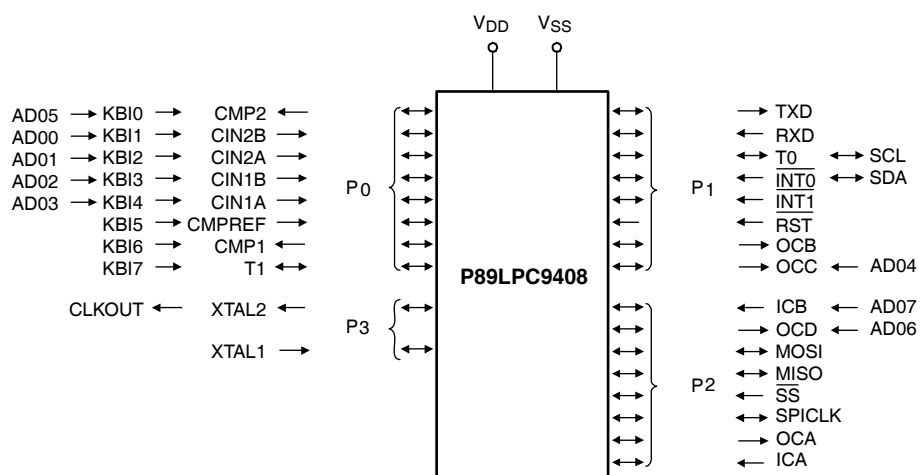 VDD VSS
AD05 KBI0 CMP2 TXD
AD00 KBI1 CIN2B RXD
AD01 KBI2 CIN2A T0 SCL
AD02 KBI3 CIN1B P0 P1 INT0 SDA
AD03 KBI4 CIN1A INT1
KBI5 CMPREF RST
KBI6 CMP1 OCB
KBI7 T1 P89LPC9408 OCC AD04
CLKOUT XTAL2 P3 ICB AD07
OCD AD06
XTAL1 MOSI
P2 MISO
SS
SPICLK
OCA
ICA